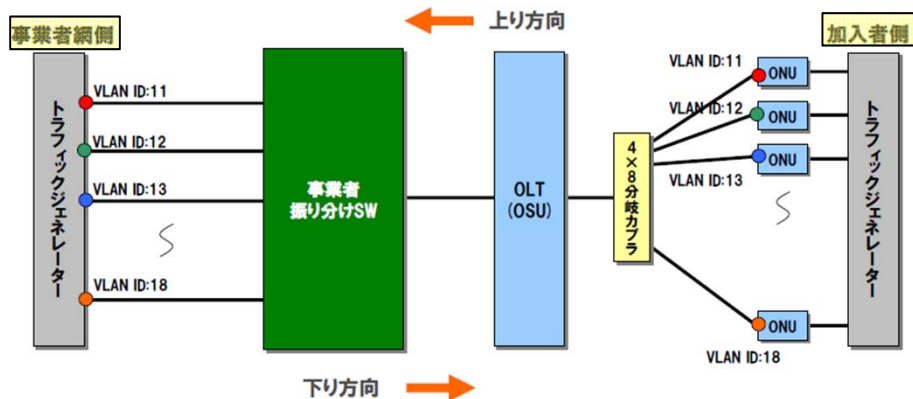 上り方向
事業者網側
加入者側
トラフィックジェネレーター
VLAN ID:11
VLAN ID:12
VLAN ID:13
VLAN ID:18
事業者
振り分けSW
OLT
(OSU)
4×8分岐カプラ
VLAN ID:11
VLAN ID:12
VLAN ID:13
VLAN ID:18
ONU
ONU
ONU
ONU
トラフィックジェネレーター
下り方向